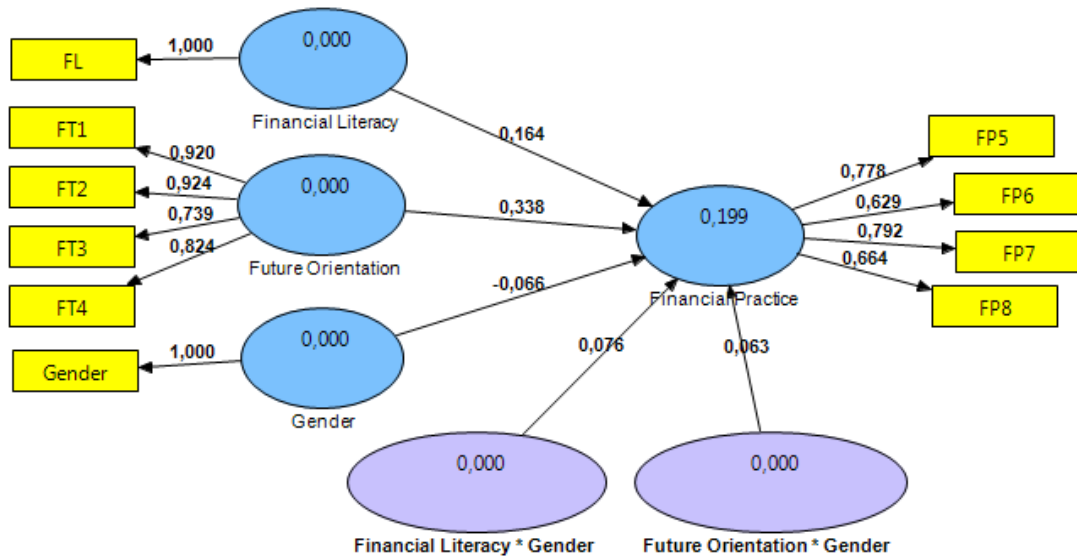 0,000
1,000
FL
Financial Literacy
0,164
FT1
0,920
FT2
0,924
FT3
0,739
FT4
0,824
0,000
Future Orientation
0,338
FP5
0,778
FP6
0,629
0,199
FP7
0,792
Financial Practice
FP8
0,664
-0,066
Gender
1,000
0,000
Gender
0,076
0,063
0,000
0,000
Financial Literacy * Gender
Future Orientation * Gender